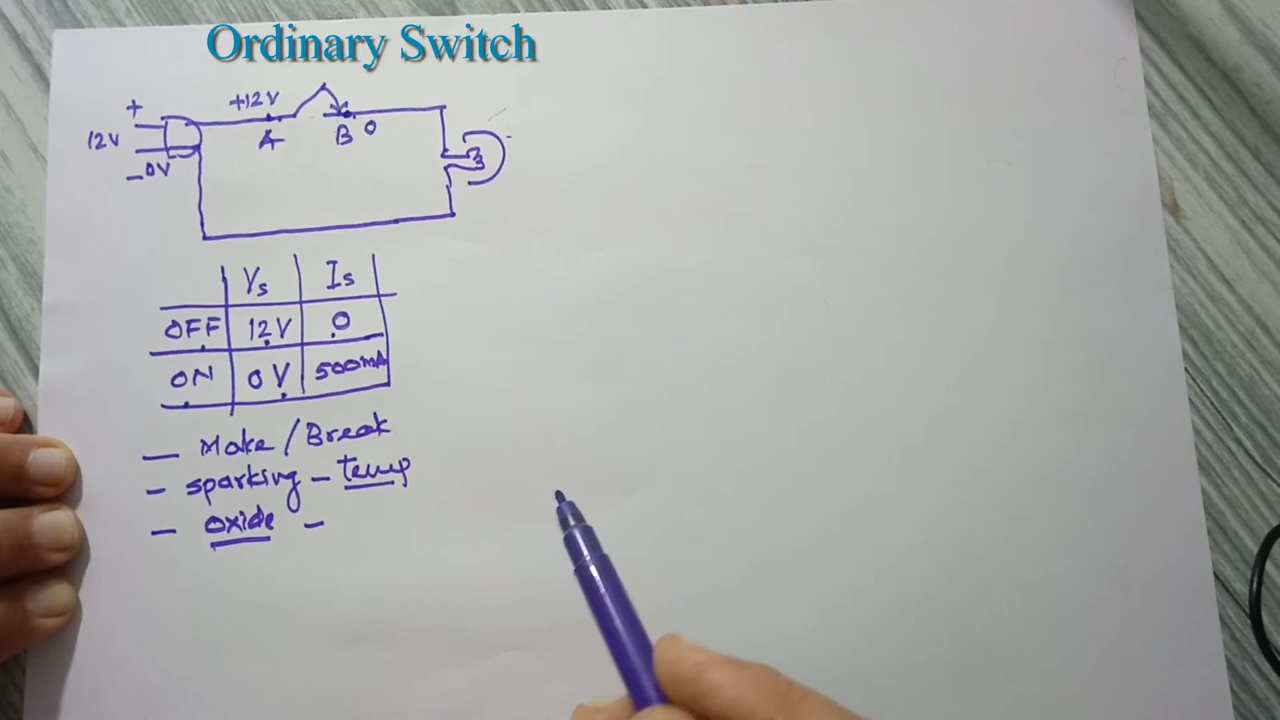 Ordinary Switch
+ +12V
12V A B 0
- 0V
Vs Is
OFF 12V 0
ON 0V 500mA
— Make / Break
- sparking - temp
- oxide -